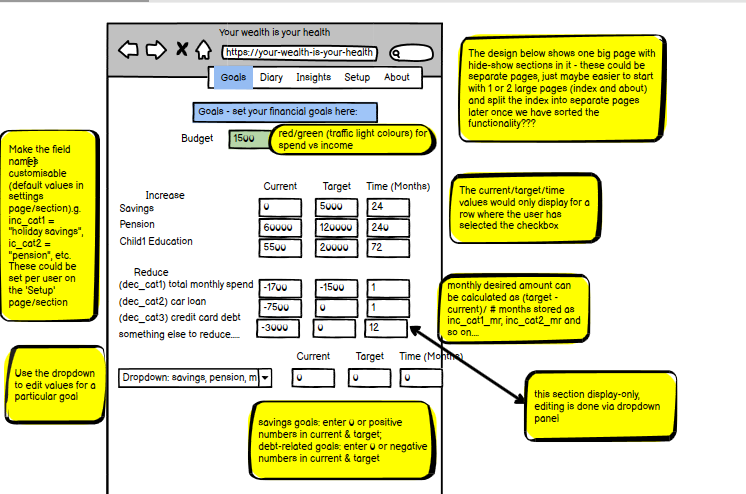 Your wealth is your health
https://your-wealth-is-your-health
Goals Diary Insights Setup About
Goals - set your financial goals here:
Budget 1500
red/green (traffic light colours) for
spend vs income
The design below shows one big page with
hide-show sections in it - these could be
separate pages, just maybe easier to start
with 1 or 2 large pages (index and about)
and split the index into separate pages
later once we have sorted the
functionality???
Make the field
names
customisable
(default values in
settings
page/section).g.
inc_cat1 =
"holiday savings",
ic_cat2 =
"pension", etc.
These could be
set per user on
the 'Setup'
page/section
Current Target Time (Months)
Increase
Savings 0 5000 24
Pension 60000 120000 240
Child1 Education 5500 20000 72
The current/target/time
values would only display for a
row where the user has
selected the checkbox
Reduce
(dec_cat1) total monthly spend -1700 -1500 1
(dec_cat2) car loan -7500 0 1
(dec_cat3) credit card debt -3000 0 12
something else to reduce....
monthly desired amount can
be calculated as (target -
current)/ # months stored as
inc_cat1_mr, inc_cat2_mr and
so on....
Use the dropdown
to edit values for a
particular goal
Current Target Time (Months)
Dropdown: savings, pension, m 0 0 0
this section display-only,
editing is done via dropdown
panel
savings goals: enter 0 or positive
numbers in current & target;
debt-related goals: enter 0 or negative
numbers in current & target